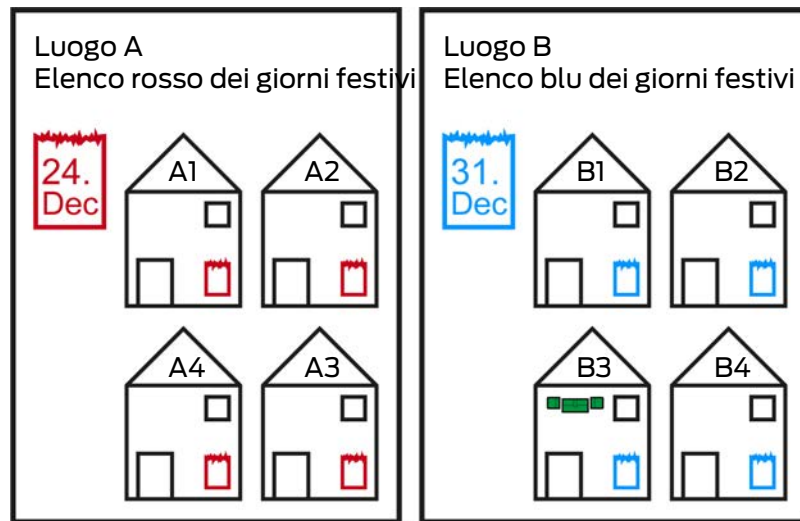 Luogo A
Elenco rosso dei giorni festivi
24.
Dec
A1
A2
A4
A3
Luogo B
Elenco blu dei giorni festivi
31.
Dec
B1
B2
B3
B4